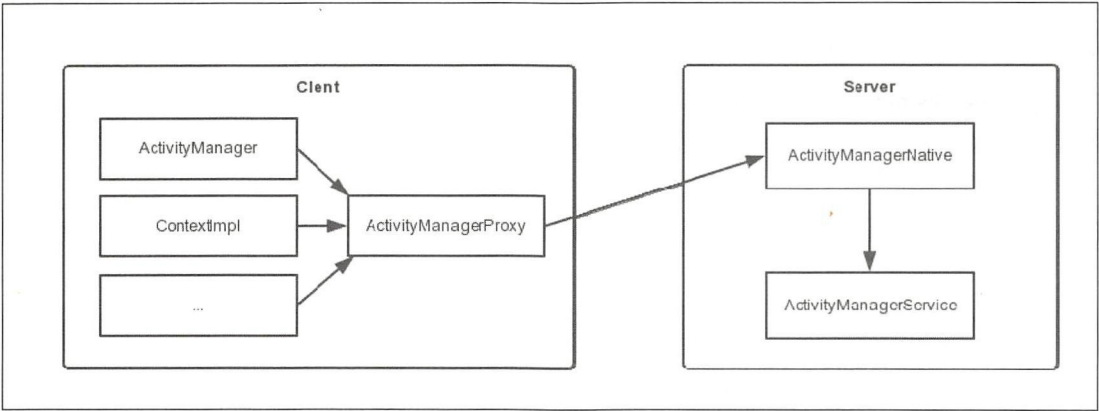 Clent
ActivityManager
ContextImpl
...
ActivityManagerProxy
Server
ActivityManagerNative
ActivityManagerService